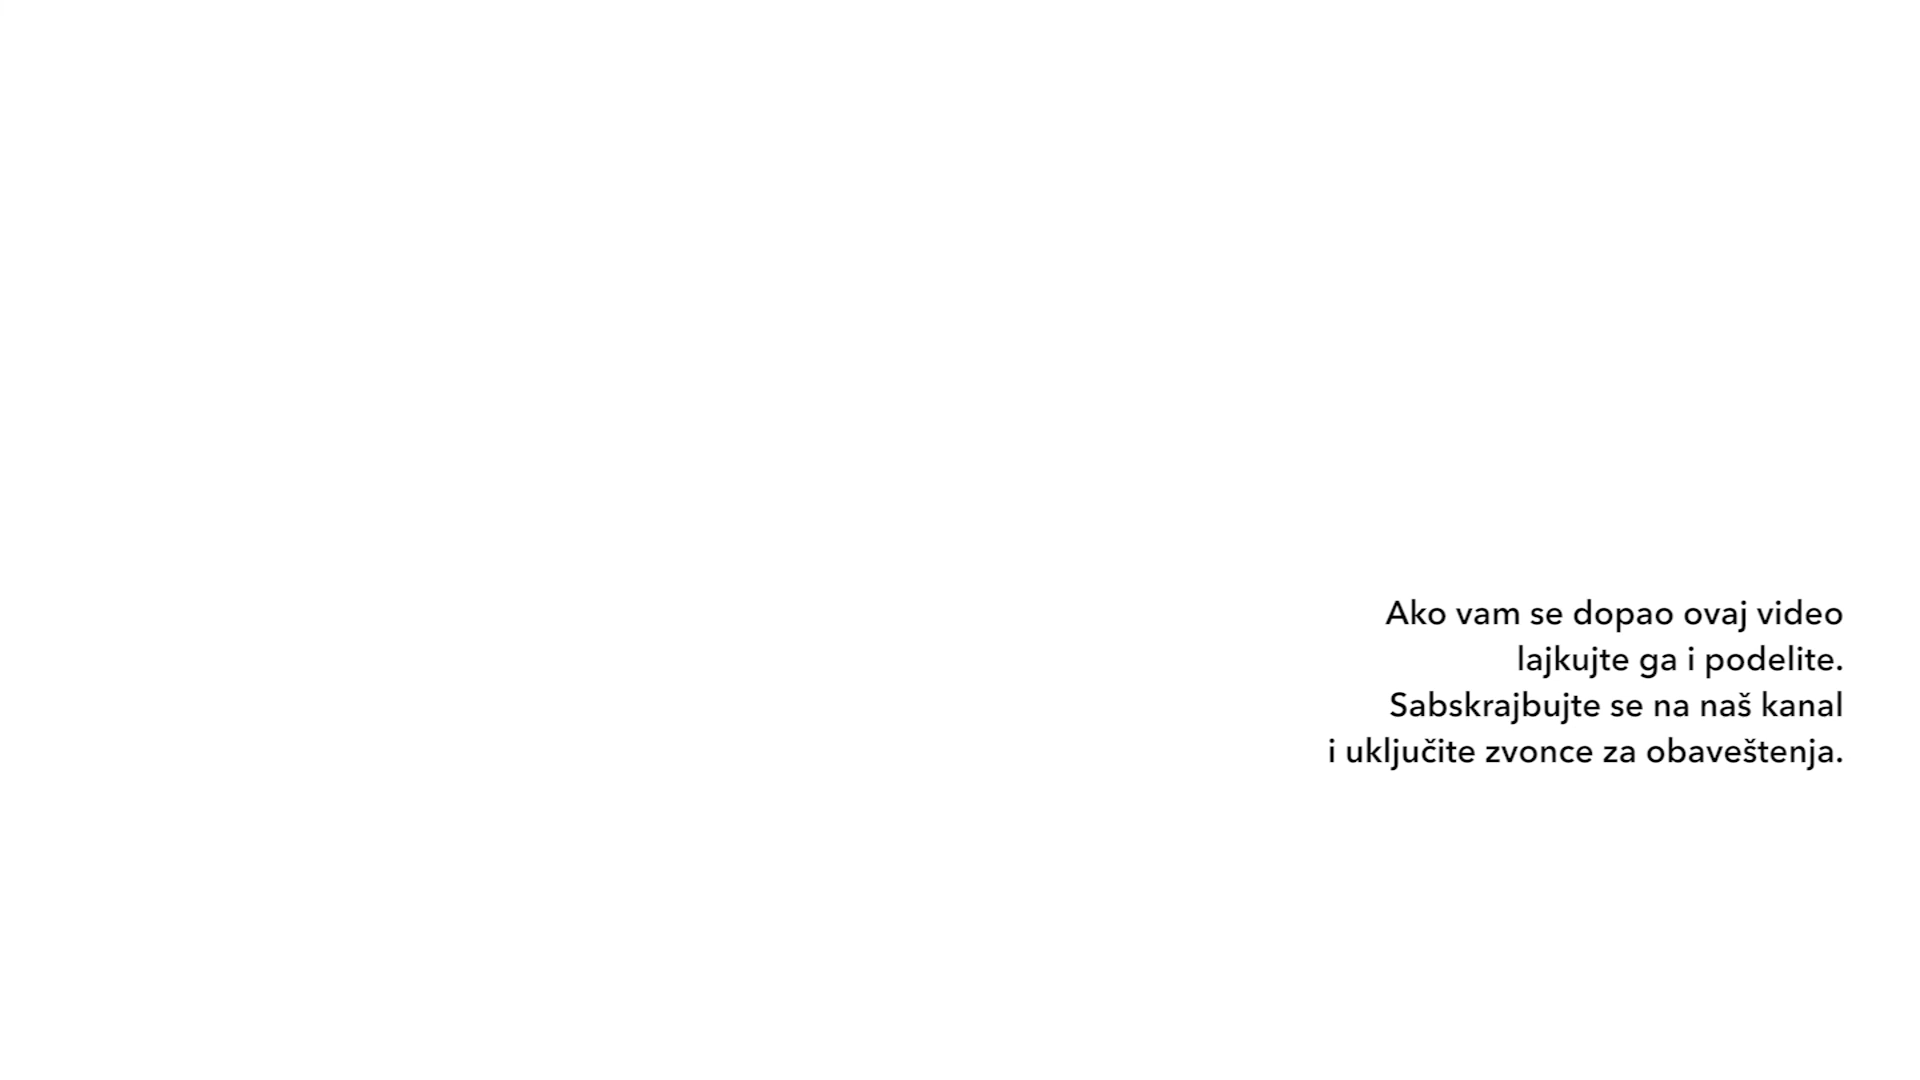 Ako vam se dopao ovaj video
lajkujte ga i podelite.
Sabskrajbujte se na naš kanal
i uključite zvonce za obaveštenja.